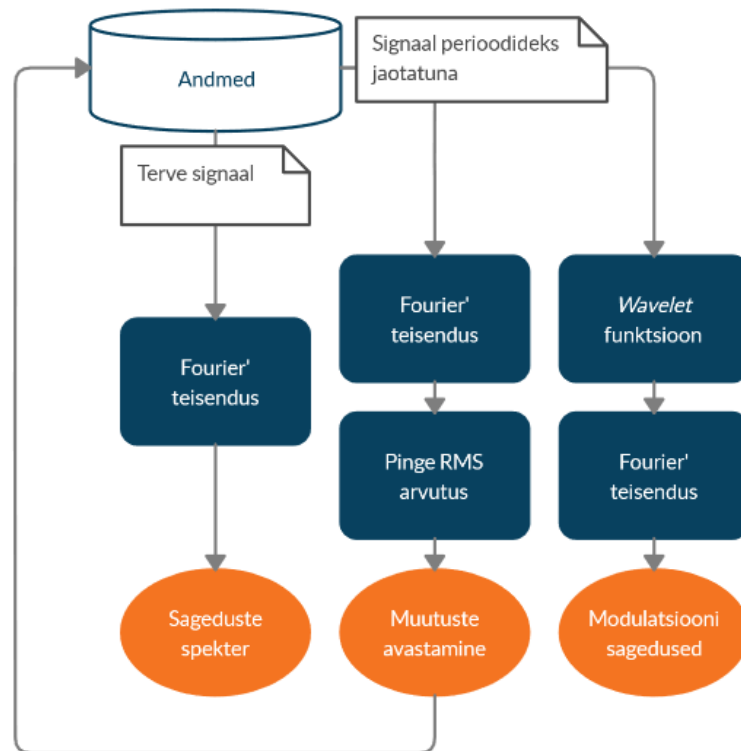 Andmed
Signaal perioodideks
jaotatuna
Terve signaal
Fourier'
teisendus
Fourier'
teisendus
Wavelet
funktsioon
Pinge RMS
arvutus
Fourier'
teisendus
Sageduste
spekter
Muutuste
avastamine
Modulatsiooni
sagedused